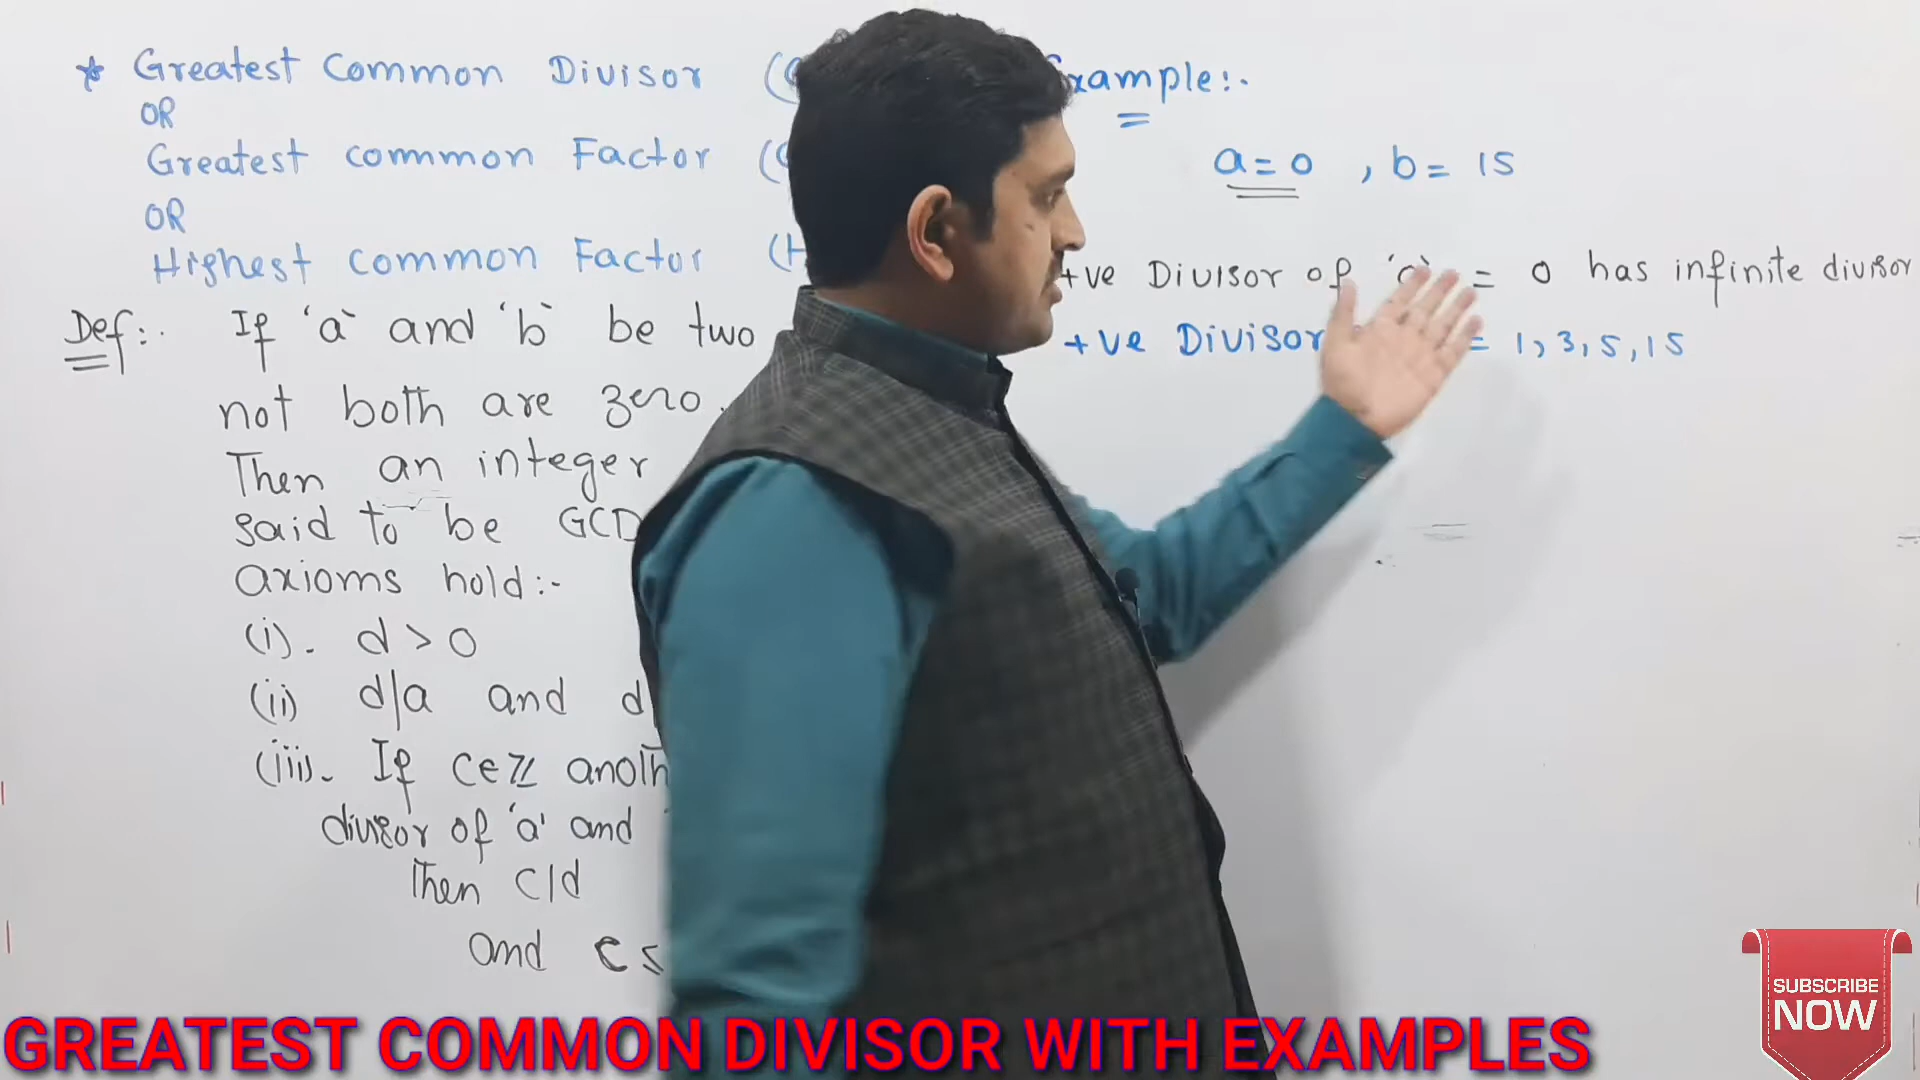 * Greatest Common Divisor
OR
Greatest common Factor
OR
Highest common Factor (H
Def:- If 'a' and 'b' be two
not both are zero.
Then an integer
said to be GCD
axioms hold:-
(i). d > 0
(ii) d/a and d
(iii). If c∈ℤ anoth
divisor of 'a' and
Then c/d
and c ≤
Example:-
a = 0 , b = 15
+ve Divisor of 'a' = 0 has infinite divisor
+ve Divisor = 1, 3, 5, 15
GREATEST COMMON DIVISOR WITH EXAMPLES
SUBSCRIBE
NOW